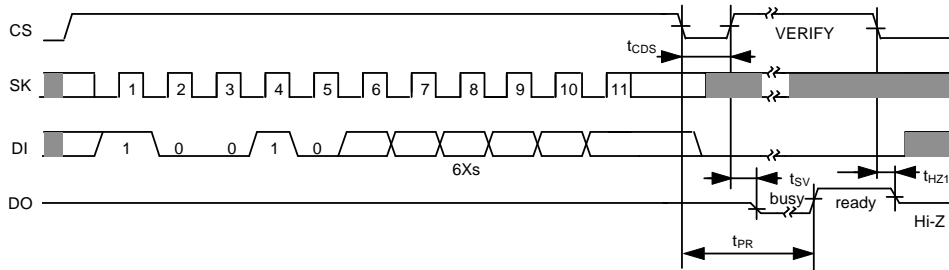 CS
VERIFY
tCDS
SK
1 2 3 4 5 6 7 8 9 10 11
DI
1 0 0 1 0
6Xs
tSV
tHZ1
DO
busy
ready
Hi-Z
tPR